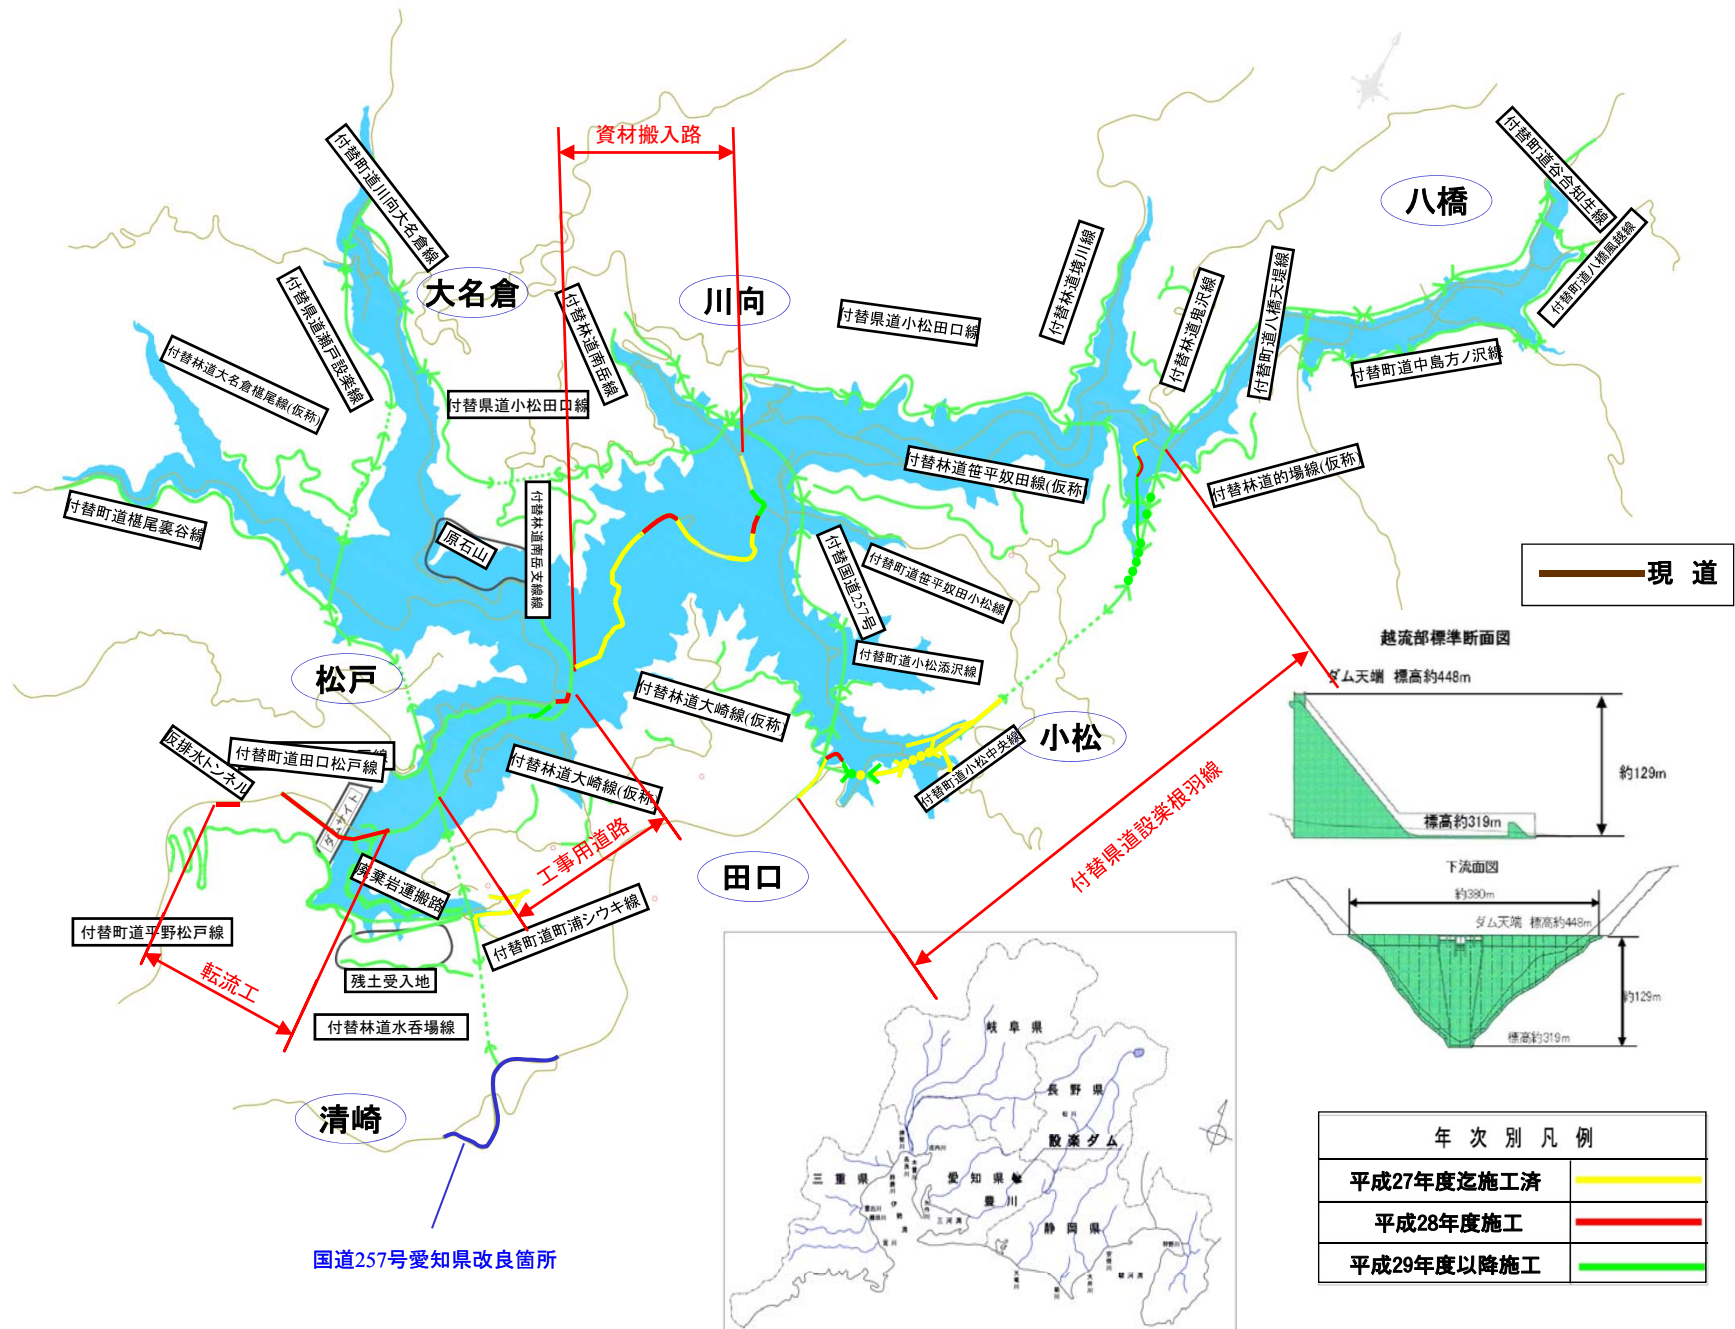 資材搬入路
付替町道川向大名倉線
付替町道谷合知生線
八橋
付替町道八橋風越線
付替林道境川線
付替県道瀬戸設楽線
大名倉
付替林道南岳線
川向
付替県道小松田口線
付替林道鬼沢線
付替町道八橋天堤線
付替町道中島方ノ沢線
付替林道大名倉椹尾線(仮称)
付替県道小松田口線
付替林道笹平奴田線(仮称
付替林道的場線(仮称)
付替町道椹尾裏谷線
原石山
付替林道南岳支線線
付替国道257号
付替町道笹平奴田小松線
付替町道小松添沢線
現 道
越流部標準断面図
ダム天端 標高約448m
約129m
標高約319m
松戸
付替林道大崎線(仮称)
小松
付替町道小松中央線
仮排水トンネル
付替町道田口松戸線
付替林道大崎線(仮称)
ダムサイト
工事用道路
付替県道設楽根羽線
田口
廃棄岩運搬路
付替町道町浦シウキ線
付替町道平野松戸線
転流工
残土受入地
付替林道水呑場線
下流面図
約380m
ダム天端 標高約448m
約129m
標高約319m
清崎
国道257号愛知県改良箇所
岐阜県
長野県
設楽ダム
三重県
愛知県
豊川
静岡県
伊勢湾
三河湾
駿河湾
年次別凡例
平成27年度迄施工済
平成28年度施工
平成29年度以降施工